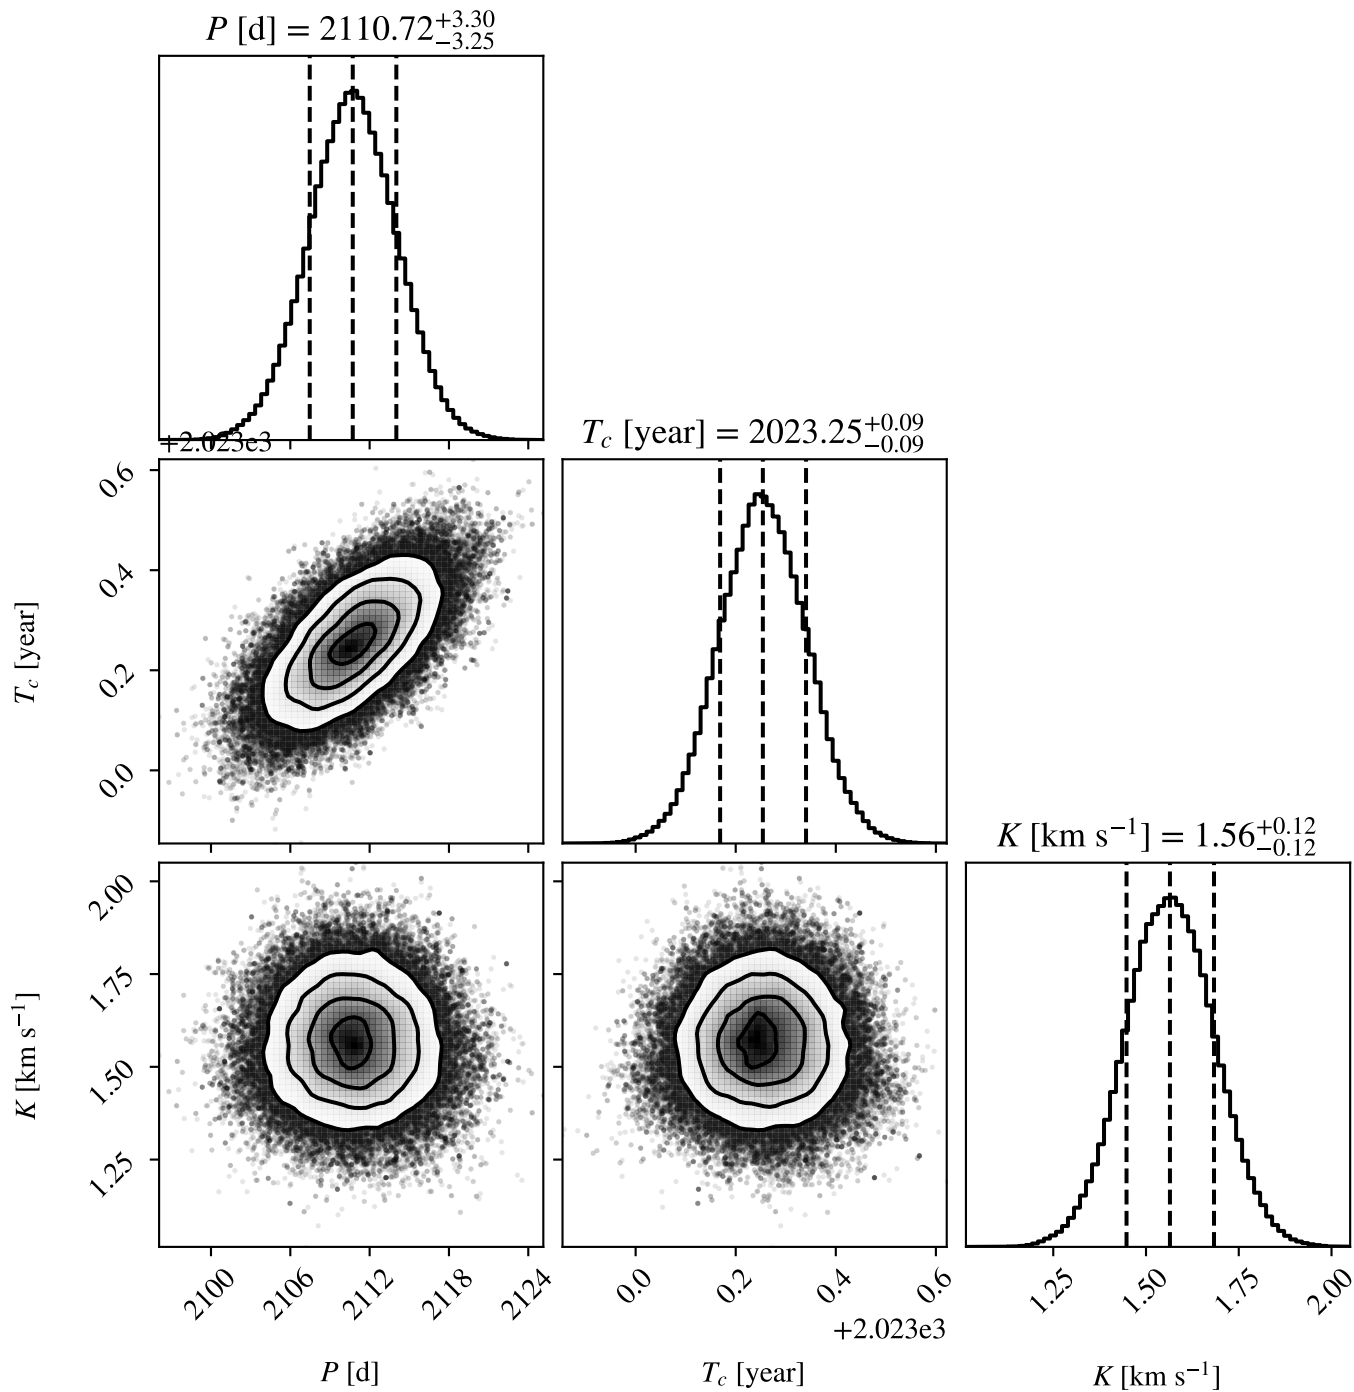 P [d] = 2110.72+3.30−3.25
+2.023e3
T_c [year] = 2023.25+0.09−0.09
0.6
0.4
0.2
0.0
T_c [year]
K [km s−1] = 1.56+0.12−0.12
2.00
1.75
1.50
1.25
K [km s−1]
2100 2106 2112 2118 2124
0.0 0.2 0.4 0.6
1.25 1.50 1.75 2.00
+2.023e3
P [d]
T_c [year]
K [km s−1]